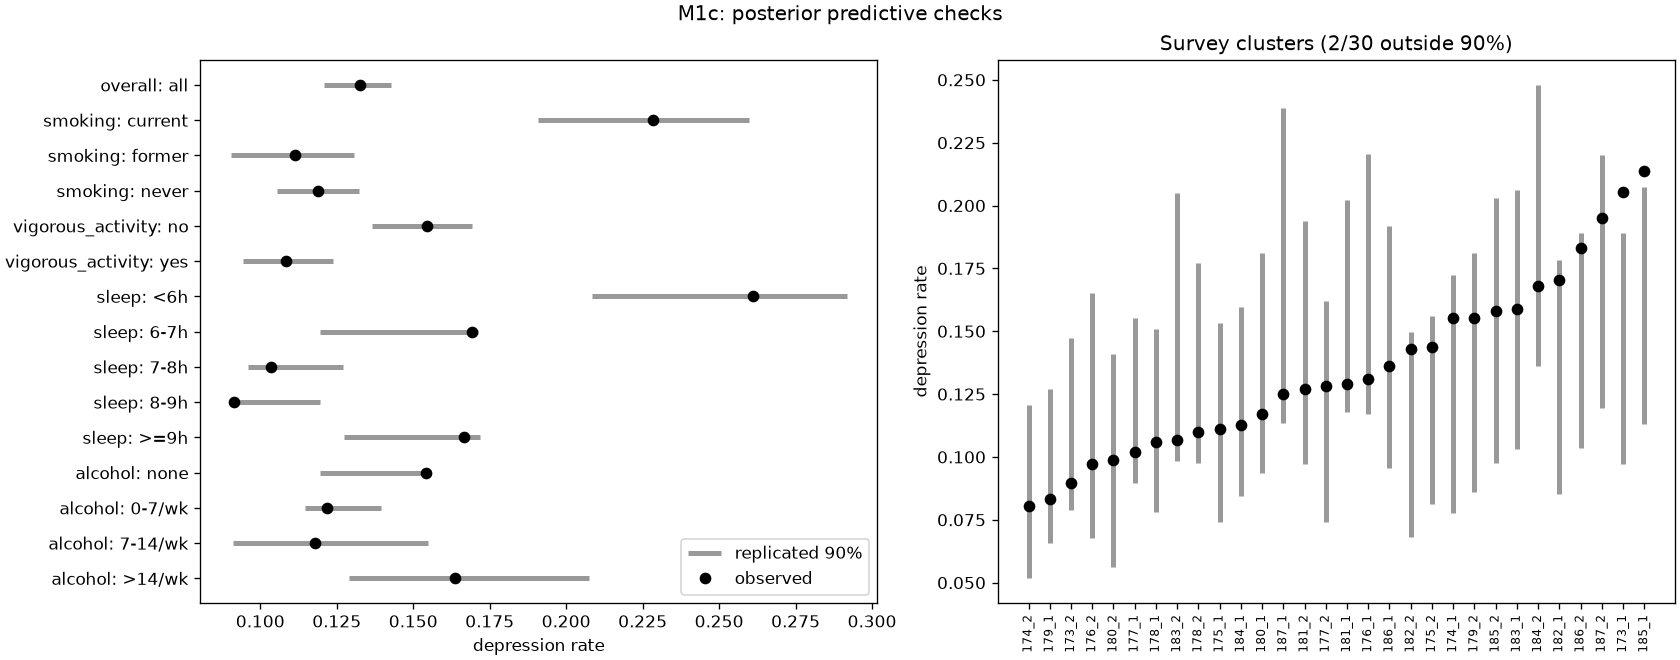 M1c: posterior predictive checks
overall: all
smoking: current
smoking: former
smoking: never
vigorous_activity: no
vigorous_activity: yes
sleep: <6h
sleep: 6-7h
sleep: 7-8h
sleep: 8-9h
sleep: >=9h
alcohol: none
alcohol: 0-7/wk
alcohol: 7-14/wk
alcohol: >14/wk
replicated 90%
observed
0.100 0.125 0.150 0.175 0.200 0.225 0.250 0.275 0.300
depression rate
Survey clusters (2/30 outside 90%)
depression rate
0.250
0.225
0.200
0.175
0.150
0.125
0.100
0.075
0.050
174_2 179_1 173_2 176_2 180_2 177_1 178_1 183_2 178_2 175_1 184_1 180_1 187_1 181_2 177_2 181_1 176_1 186_1 182_2 175_2 174_1 179_2 185_2 183_1 184_2 182_1 186_2 187_2 173_1 185_1